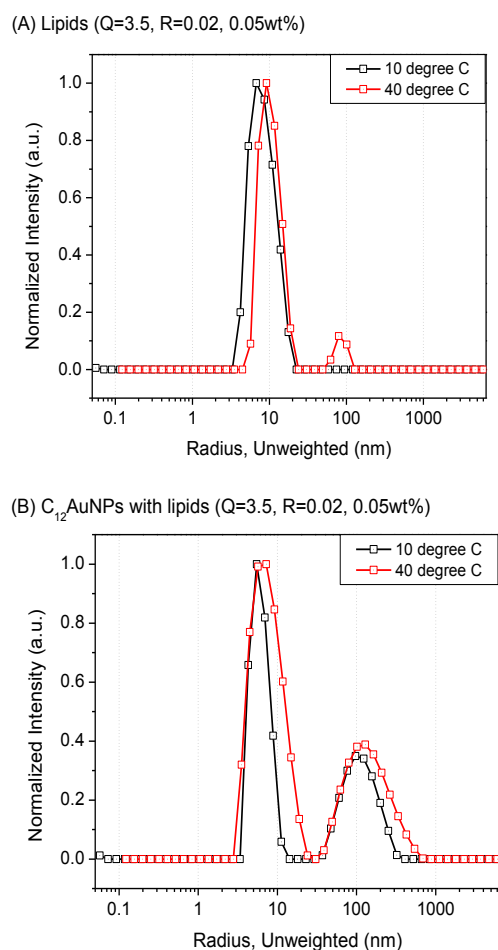 (A) Lipids (Q=3.5, R=0.02, 0.05wt%)
10 degree C
40 degree C
1.0
0.8
0.6
0.4
0.2
0.0
Normalized Intensity (a.u.)
0.1 1 10 100 1000
Radius, Unweighted (nm)
(B) C₁₂AuNPs with lipids (Q=3.5, R=0.02, 0.05wt%)
10 degree C
40 degree C
1.0
0.8
0.6
0.4
0.2
0.0
Normalized Intensity (a.u.)
0.1 1 10 100 1000
Radius, Unweighted (nm)